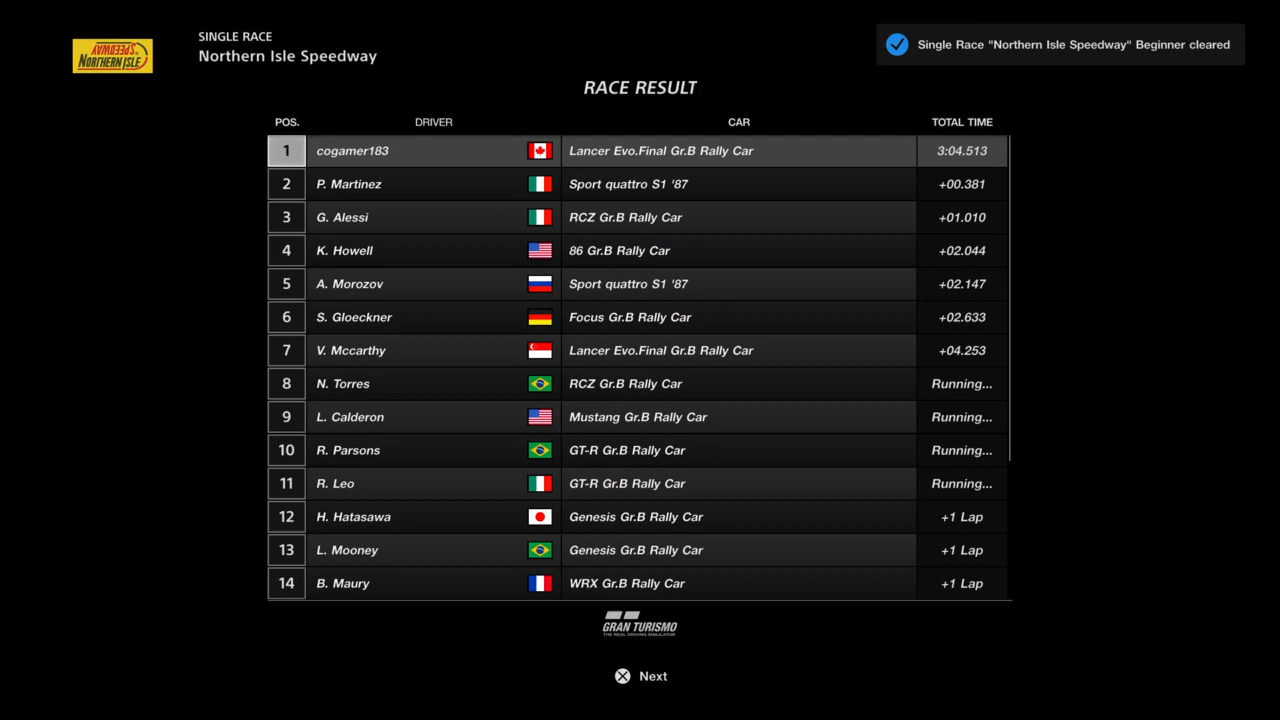 SPEEDWAY
NORTHERN ISLE
SINGLE RACE
Northern Isle Speedway
Single Race "Northern Isle Speedway" Beginner cleared
RACE RESULT
POS. DRIVER CAR TOTAL TIME
1 cogamer183 Lancer Evo.Final Gr.B Rally Car 3:04.513
2 P. Martinez Sport quattro S1 '87 +00.381
3 G. Alessi RCZ Gr.B Rally Car +01.010
4 K. Howell 86 Gr.B Rally Car +02.044
5 A. Morozov Sport quattro S1 '87 +02.147
6 S. Gloeckner Focus Gr.B Rally Car +02.633
7 V. Mccarthy Lancer Evo.Final Gr.B Rally Car +04.253
8 N. Torres RCZ Gr.B Rally Car Running...
9 L. Calderon Mustang Gr.B Rally Car Running...
10 R. Parsons GT-R Gr.B Rally Car Running...
11 R. Leo GT-R Gr.B Rally Car Running...
12 H. Hatasawa Genesis Gr.B Rally Car +1 Lap
13 L. Mooney Genesis Gr.B Rally Car +1 Lap
14 B. Maury WRX Gr.B Rally Car +1 Lap
GRAN TURISMO
THE REAL DRIVING SIMULATOR
Next